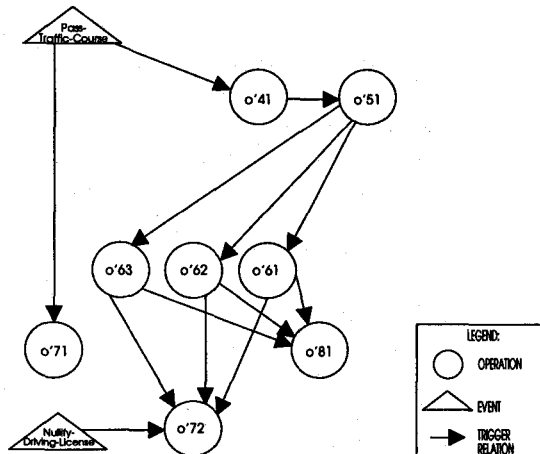 Pass-
Traffic-Course
o'41
o'51
o'63
o'62
o'61
o'71
o'81
o'72
Nullify-
Driving-License
LEGEND:
OPERATION
EVENT
TRIGGER
RELATION